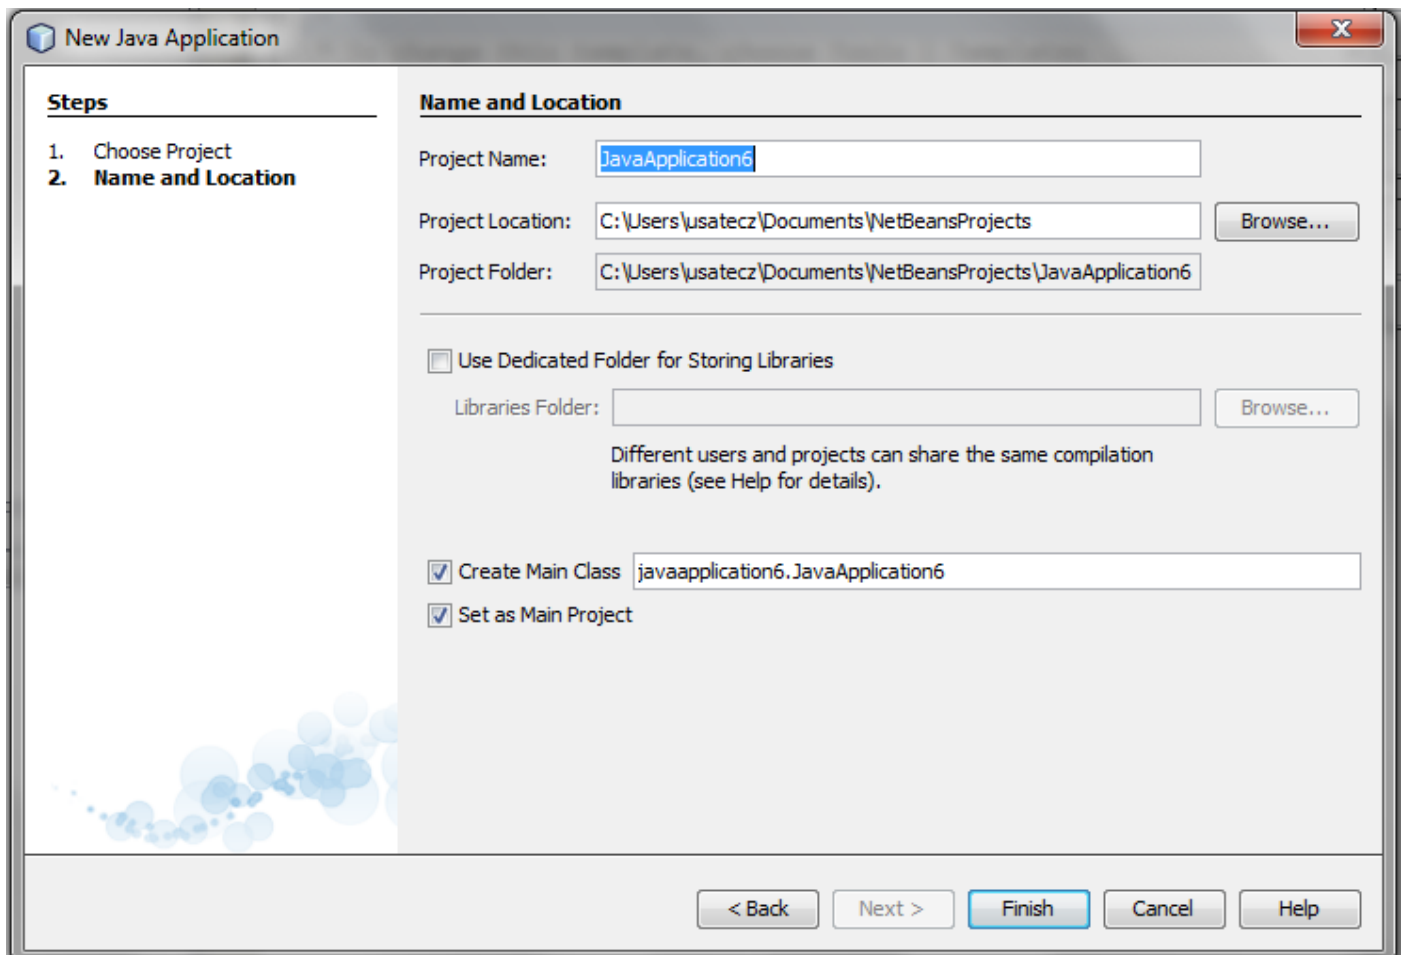 New Java Application
Steps
1. Choose Project
2. Name and Location
Name and Location
Project Name: JavaApplication6
Project Location: C:\Users\usatecz\Documents\NetBeansProjects Browse...
Project Folder: C:\Users\usatecz\Documents\NetBeansProjects\JavaApplication6
Use Dedicated Folder for Storing Libraries
Libraries Folder: Browse...
Different users and projects can share the same compilation
libraries (see Help for details).
Create Main Class javaapplication6.JavaApplication6
Set as Main Project
< Back Next > Finish Cancel Help